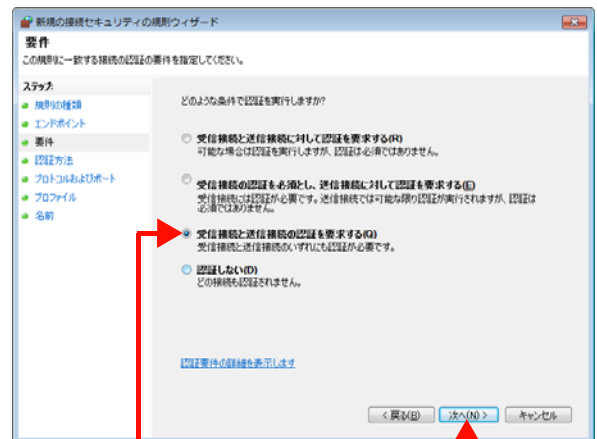 新規の接続セキュリティの規則ウィザード
要件
この規則に一致する接続の認証の要件を指定してください。
ステップ:
規則の種類
エンドポイント
要件
認証方法
プロトコルおよびポート
プロファイル
名前
どのような条件で認証を実行しますか?
受信接続と送信接続に対して認証を要求する(R)
可能な場合は認証を実行しますが、認証は必須ではありません。
受信接続の認証を必須とし、送信接続に対して認証を要求する(E)
受信接続には認証が必要です。送信接続では可能な限り認証が実行されますが、認証は
必須ではありません。
受信接続と送信接続の認証を要求する(Q)
受信接続と送信接続のいずれにも認証が必要です。
認証しない(D)
どの接続も認証されません。
認証要件の詳細を表示します
< 戻る(B)
次へ(N) >
キャンセル